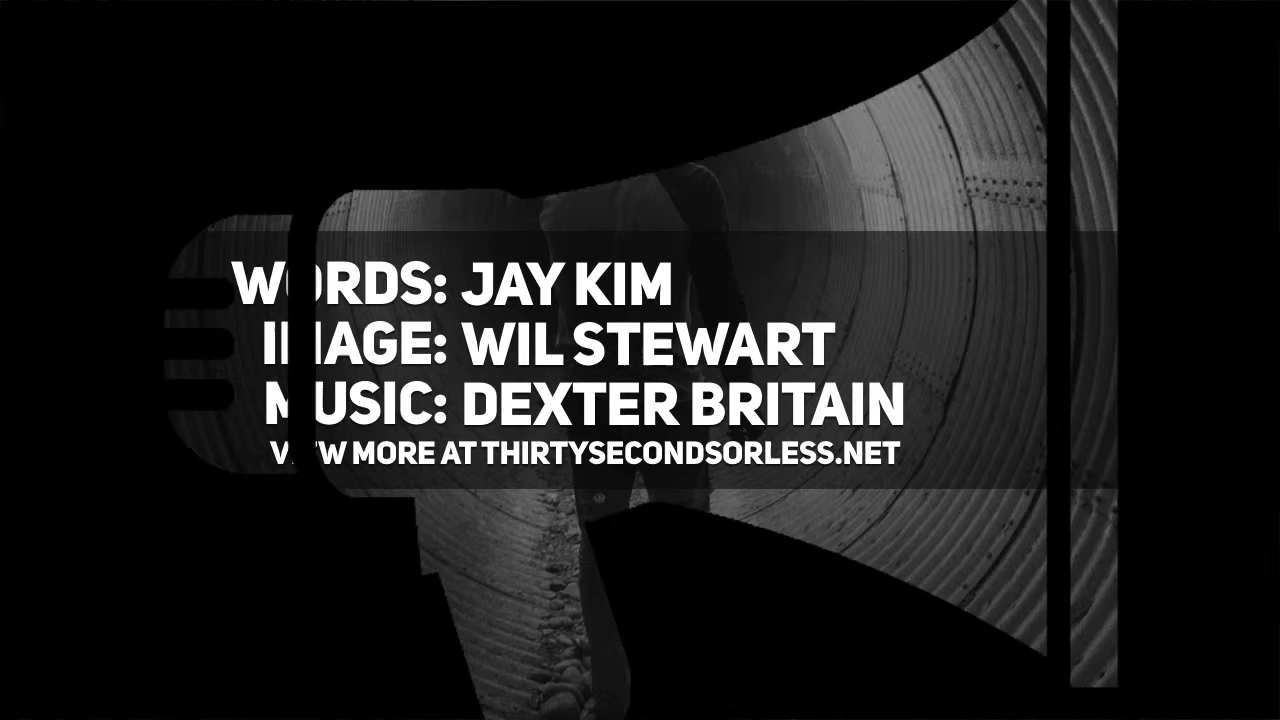 WORDS: JAY KIM
IMAGE: WIL STEWART
MUSIC: DEXTER BRITAIN
VIEW MORE AT THIRTYSECONDSORLESS.NET